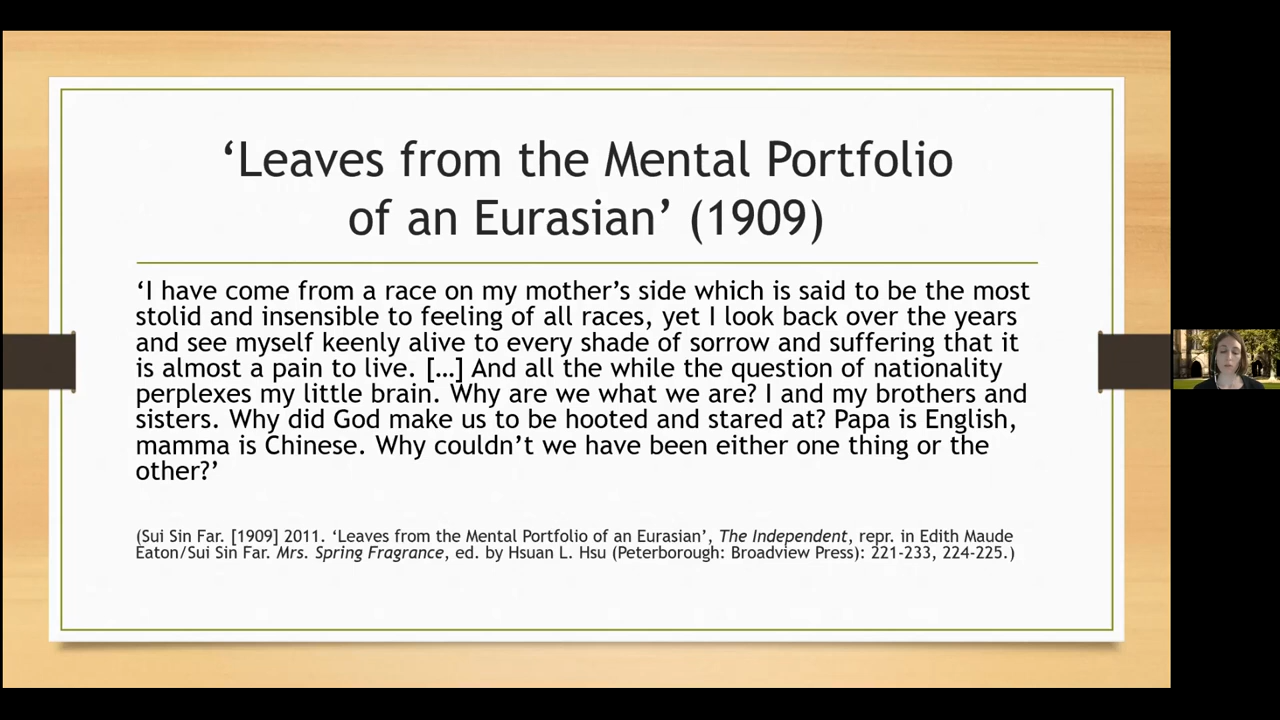 ‘Leaves from the Mental Portfolio
of an Eurasian’ (1909)
‘I have come from a race on my mother’s side which is said to be the most
stolid and insensible to feeling of all races, yet I look back over the years
and see myself keenly alive to every shade of sorrow and suffering that it
is almost a pain to live. […] And all the while the question of nationality
perplexes my little brain. Why are we what we are? I and my brothers and
sisters. Why did God make us to be hooted and stared at? Papa is English,
mamma is Chinese. Why couldn’t we have been either one thing or the
other?’
(Sui Sin Far. [1909] 2011. ‘Leaves from the Mental Portfolio of an Eurasian’, The Independent, repr. in Edith Maude
Eaton/Sui Sin Far. Mrs. Spring Fragrance, ed. by Hsuan L. Hsu (Peterborough: Broadview Press): 221-233, 224-225.)